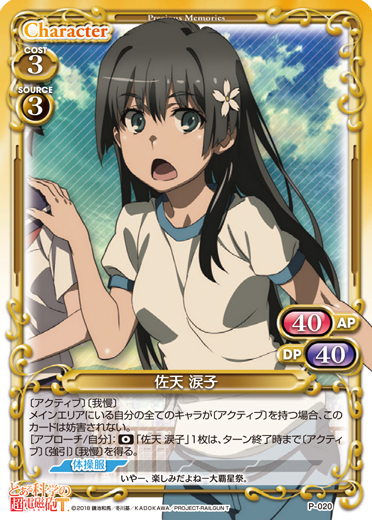 Precious Memories
Character
COST
3
SOURCE
3
40 AP
DP 40
佐天 涙子
[アクティブ] [我慢]
メインエリアにいる自分の全てのキャラが[アクティブ]を持つ場合、この
カードは妨害されない。
[アプローチ/自分]:[佐天 涙子]1枚は、ターン終了時まで[アクティ
ブ] [強引] [我慢]を得る。
体操服
いやー、楽しみだよねー大覇星祭。
とある科学の
超電磁砲T
©2018 鎌池和馬/冬川基/KADOKAWA/PROJECT-RAILGUN T
P-020